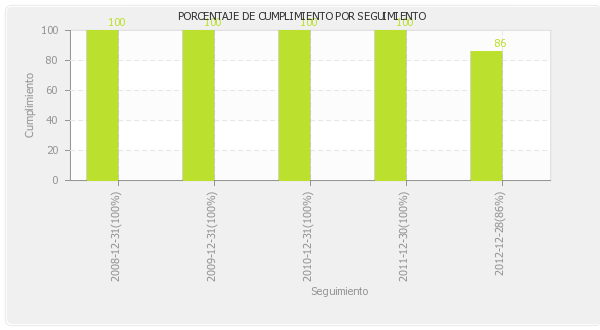 PORCENTAJE DE CUMPLIMIENTO POR SEGUIMIENTO
100 100 100 100 86
100
80
60
40
20
0
Cumplimiento
2008-12-31(100%)
2009-12-31(100%)
2010-12-31(100%)
2011-12-30(100%)
2012-12-28(86%)
Seguimiento